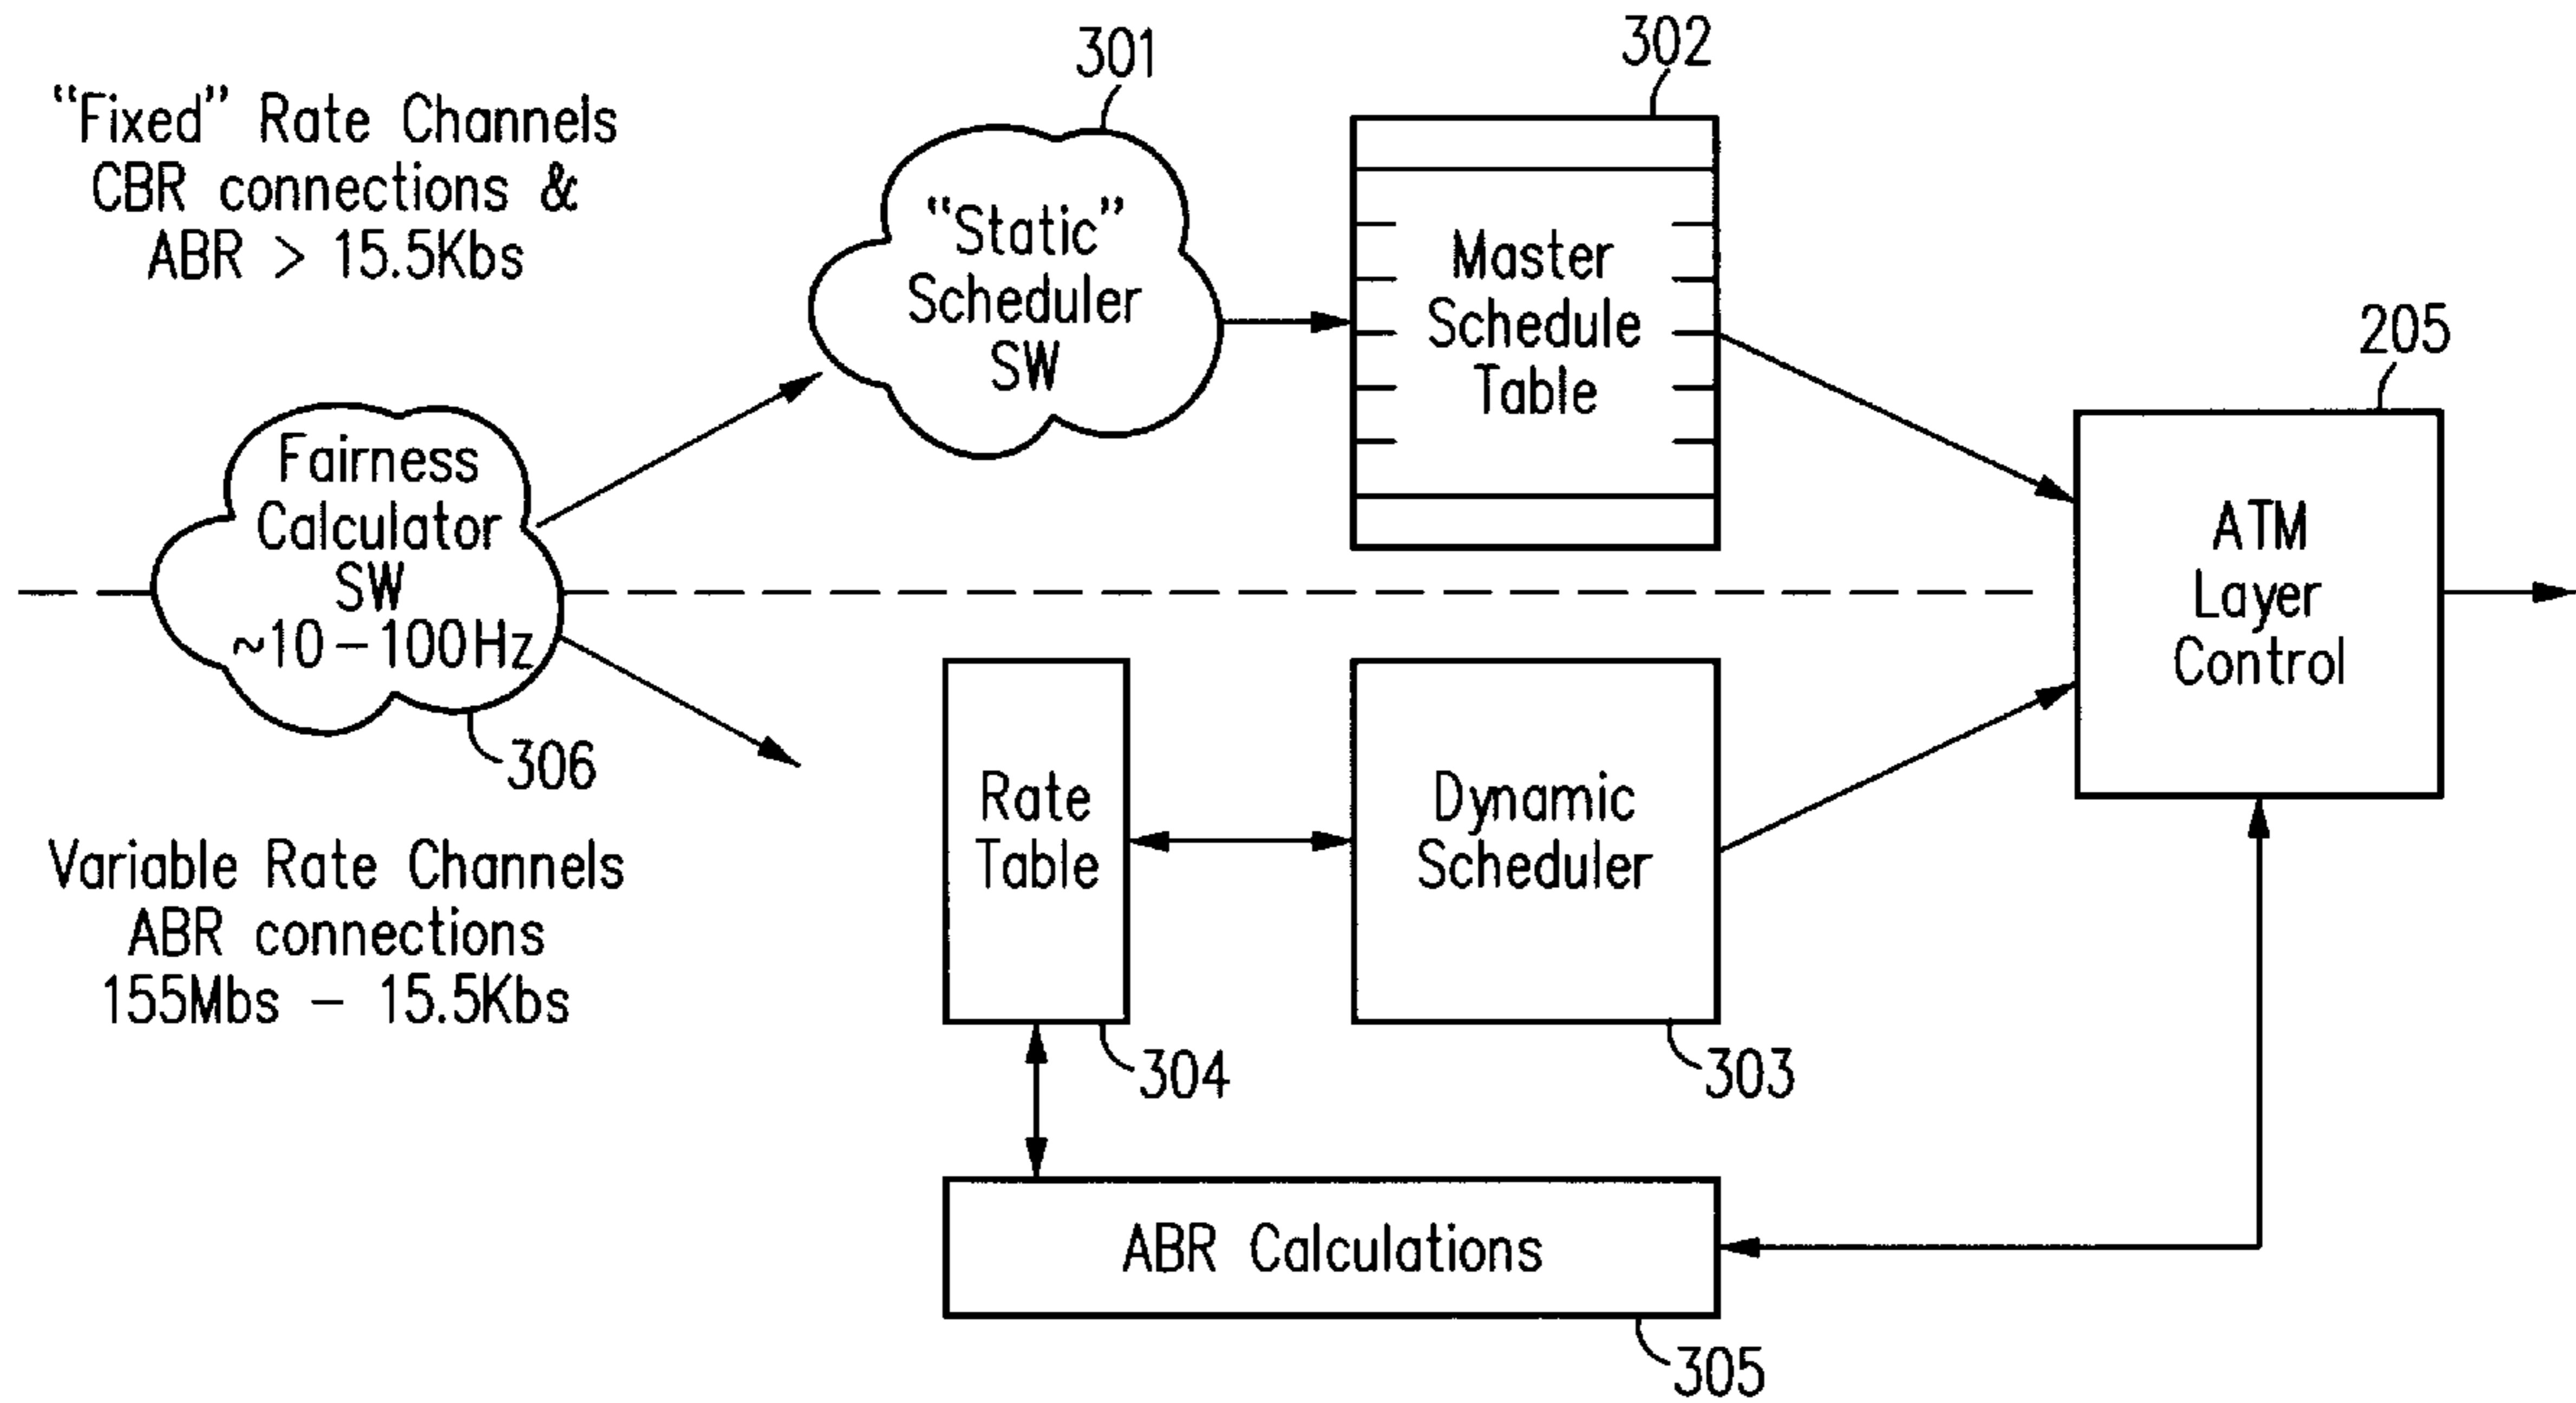 301
302
“Fixed” Rate Channels
CBR connections &
ABR > 15.5Kbs
“Static”
Scheduler
SW
Master
Schedule
Table
205
Fairness
Calculator
SW
~10-100Hz
306
ATM
Layer
Control
Variable Rate Channels
ABR connections
155Mbs - 15.5Kbs
Rate
Table
304
Dynamic
Scheduler
303
ABR Calculations
305